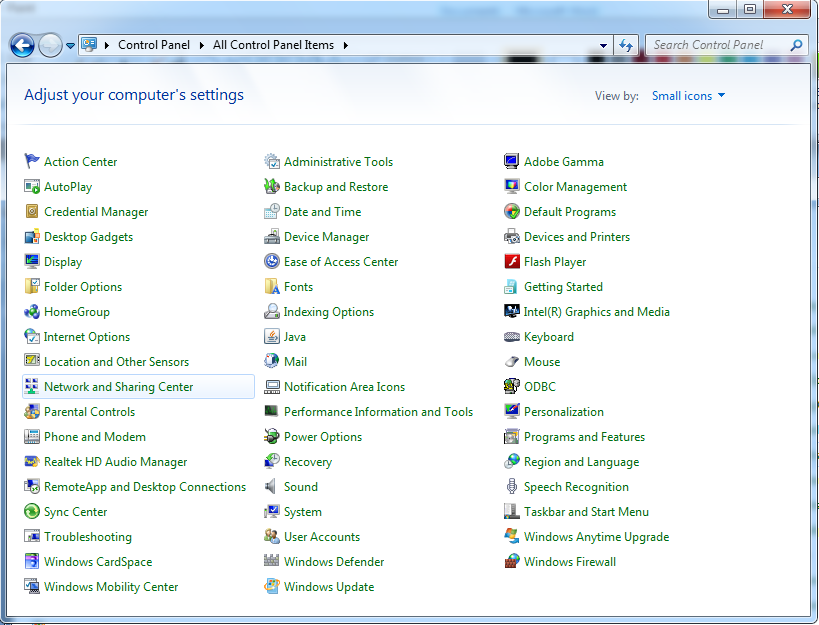 Control Panel All Control Panel Items Search Control Panel
Adjust your computer's settings
View by: Small icons
Action Center Administrative Tools Adobe Gamma
AutoPlay Backup and Restore Color Management
Credential Manager Date and Time Default Programs
Desktop Gadgets Device Manager Devices and Printers
Display Ease of Access Center Flash Player
Folder Options Fonts Getting Started
HomeGroup Indexing Options Intel(R) Graphics and Media
Internet Options Java Keyboard
Location and Other Sensors Mail Mouse
Network and Sharing Center Notification Area Icons ODBC
Parental Controls Performance Information and Tools Personalization
Phone and Modem Power Options Programs and Features
Realtek HD Audio Manager Recovery Region and Language
RemoteApp and Desktop Connections Sound Speech Recognition
Sync Center System Taskbar and Start Menu
Troubleshooting User Accounts Windows Anytime Upgrade
Windows CardSpace Windows Defender Windows Firewall
Windows Mobility Center Windows Update